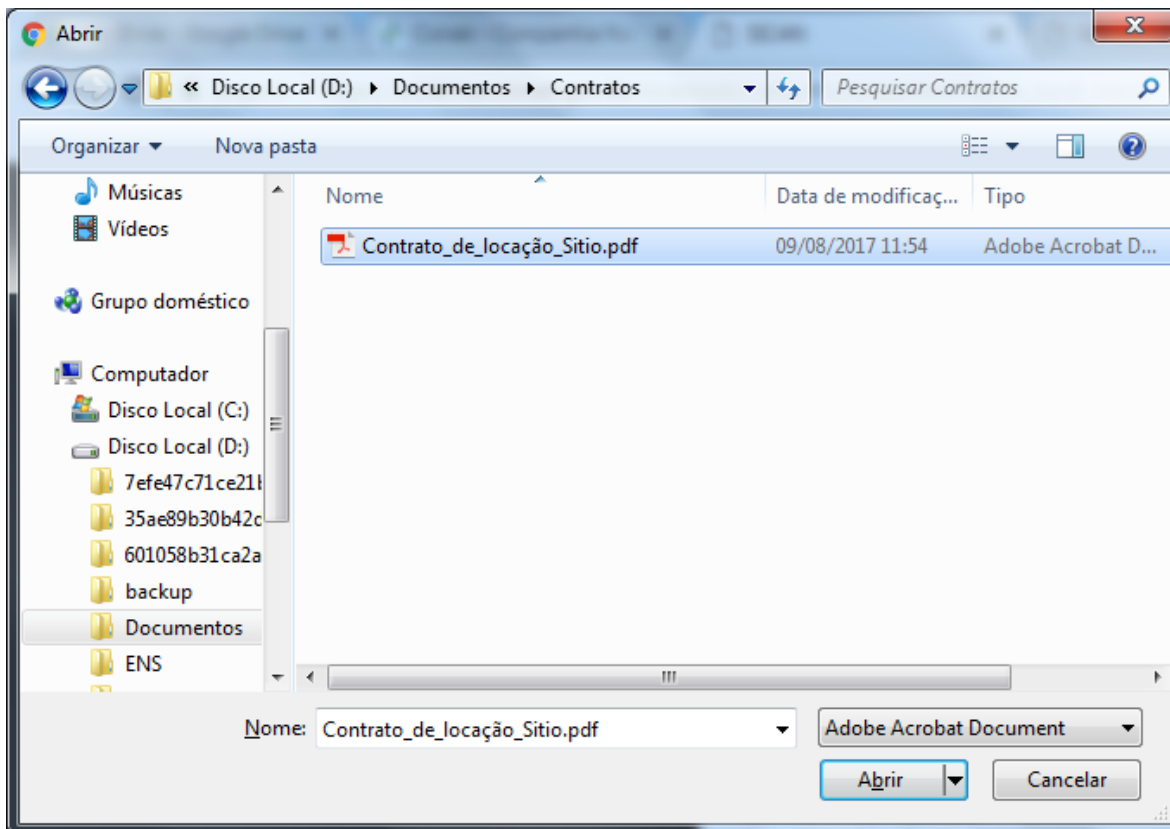 Abrir
« Disco Local (D:) Documentos Contratos
Pesquisar Contratos
Organizar
Nova pasta
Músicas
Vídeos
Grupo doméstico
Computador
Disco Local (C:)
Disco Local (D:)
7efe47c71ce21
35ae89b30b42c
601058b31ca2a
backup
Documentos
ENS
Nome Data de modificaç... Tipo
Contrato_de_locação_Sitio.pdf 09/08/2017 11:54 Adobe Acrobat D...
Nome: Contrato_de_locação_Sitio.pdf
Adobe Acrobat Document
Abrir
Cancelar